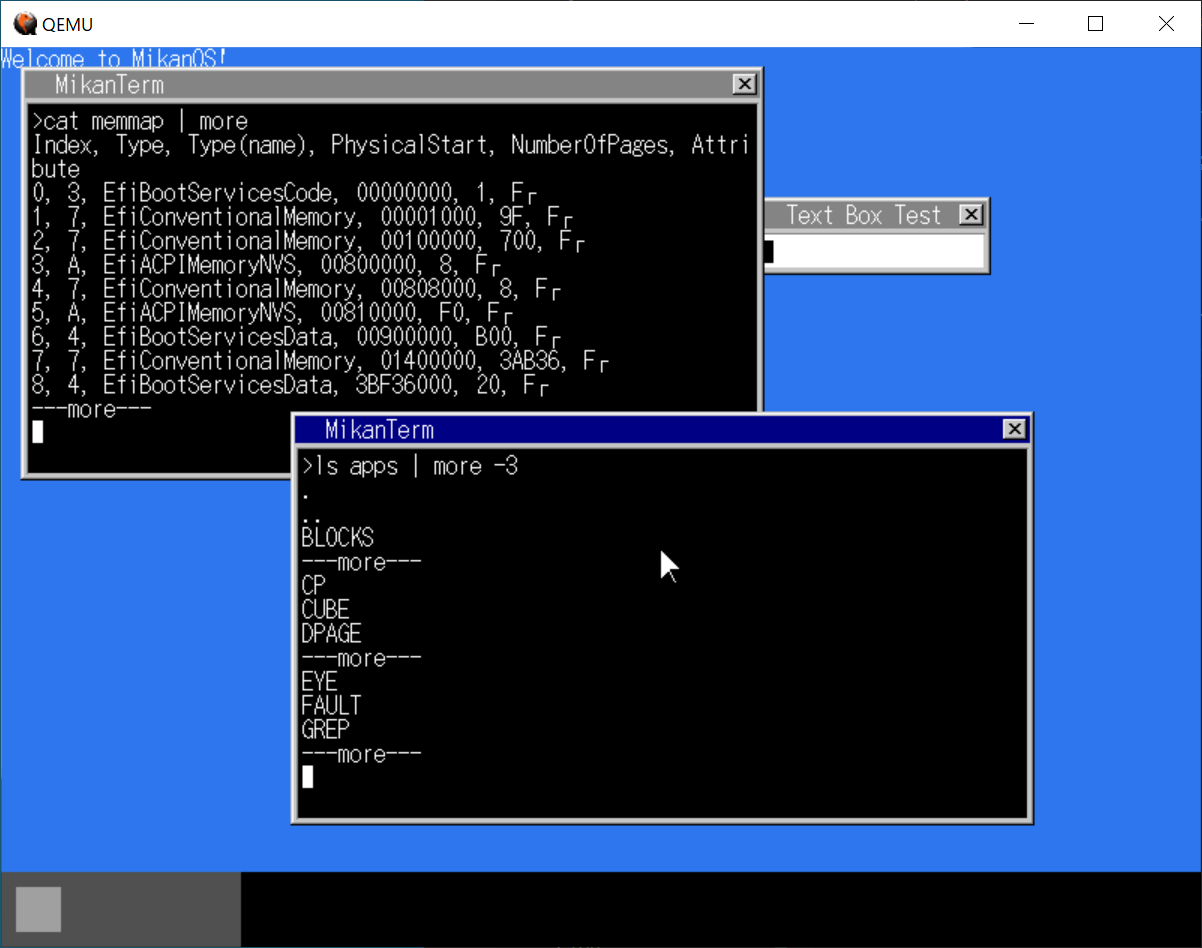 QEMU
Welcome to MikanOS!
MikanTerm
>cat memmap | more
Index, Type, Type(name), PhysicalStart, NumberOfPages, Attri
bute
0, 3, EfiBootServicesCode, 00000000, 1, F┌
1, 7, EfiConventionalMemory, 00001000, 9F, F┌
2, 7, EfiConventionalMemory, 00100000, 700, F┌
3, A, EfiACPIMemoryNVS, 00800000, 8, F┌
4, 7, EfiConventionalMemory, 00808000, 8, F┌
5, A, EfiACPIMemoryNVS, 00810000, F0, F┌
6, 4, EfiBootServicesData, 00900000, B00, F┌
7, 7, EfiConventionalMemory, 01400000, 3AB36, F┌
8, 4, EfiBootServicesData, 3BF36000, 20, F┌
---more---
Text Box Test
MikanTerm
>ls apps | more -3
.
..
BLOCKS
---more---
CP
CUBE
DPAGE
---more---
EYE
FAULT
GREP
---more---